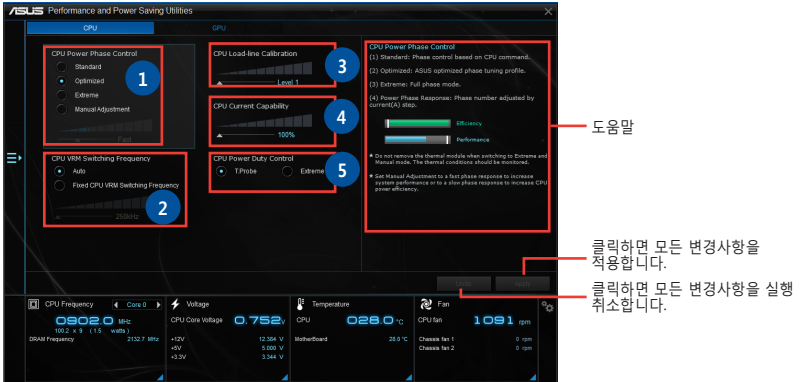 ASUS Performance and Power Saving Utilities
CPU
GPU
CPU Power Phase Control
Standard
Optimized
Extreme
Manual Adjustment
Fast
1
CPU VRM Switching Frequency
Auto
Fixed CPU VRM Switching Frequency
250kHz
2
CPU Load-line Calibration
Level 1
3
CPU Current Capability
100%
4
CPU Power Duty Control
T.Probe
Extreme
5
CPU Power Phase Control
(1) Standard: Phase control based on CPU command.
(2) Optimized: ASUS optimized phase tuning profile.
(3) Extreme: Full phase mode.
(4) Power Phase Response: Phase number adjusted by
current(A) step.
Efficiency
Performance
* Do not remove the thermal module when switching to Extreme and
Manual mode. The thermal conditions should be monitored.
* Set Manual Adjustment to a fast phase response to increase
system performance or to a slow phase response to increase CPU
power efficiency.
도움말
클릭하면 모든 변경사항을
적용합니다.
클릭하면 모든 변경사항을 실행
취소합니다.
Undo
Apply
CPU Frequency
Core 0
0902.0 MHz
100.2 x 9 (1.5 watts)
DRAM Frequency 2132.7 MHz
Voltage
CPU Core Voltage 0.752v
+12V 12.384 V
+5V 5.000 V
+3.3V 3.344 V
Temperature
CPU 028.0 °C
MotherBoard 28.0 °C
Fan
CPU fan 1091 rpm
Chassis fan 1 0 rpm
Chassis fan 2 0 rpm